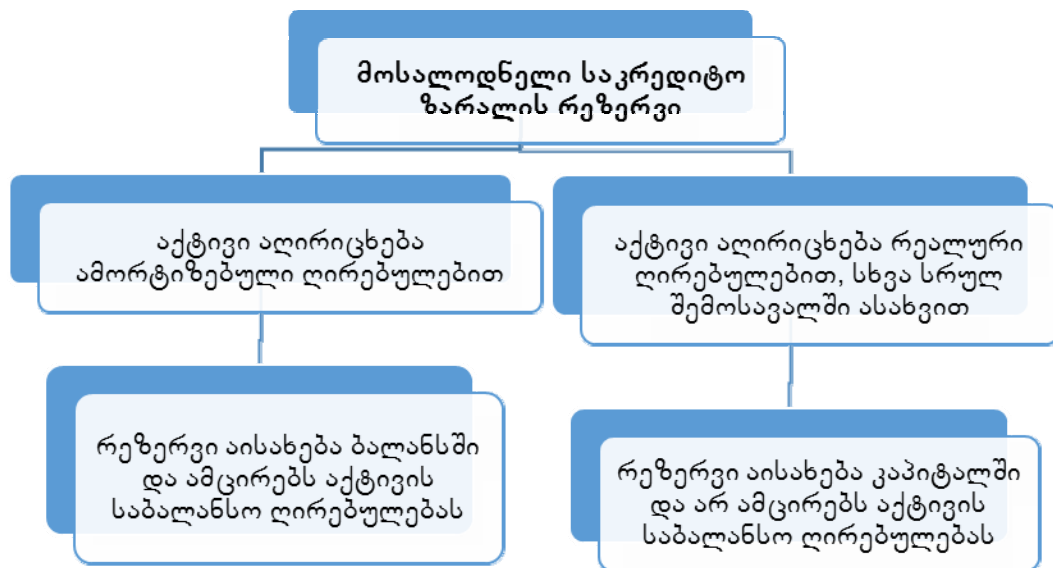 მოსალოდნელი საკრედიტო
ზარალის რეზერვი
აქტივი აღირიცხება
ამორტიზებული ღირებულებით
აქტივი აღირიცხება რეალური
ღირებულებით, სხვა სრულ
შემოსავალში ასახვით
რეზერვი აისახება ბალანსში
და ამცირებს აქტივის
საბალანსო ღირებულებას
რეზერვი აისახება კაპიტალში
და არ ამცირებს აქტივის
საბალანსო ღირებულებას